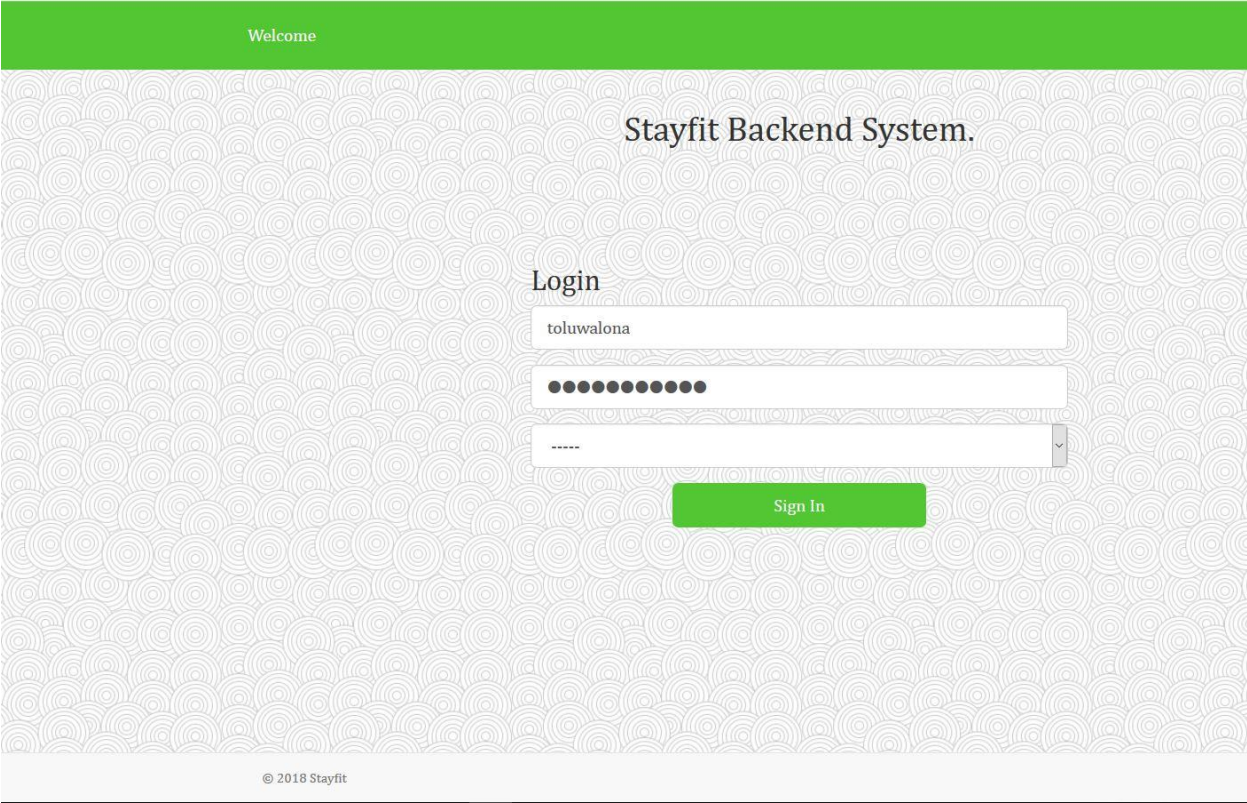 Welcome
Stayfit Backend System.
Login
toluwalona
●●●●●●●●●●●
-----
Sign In
© 2018 Stayfit